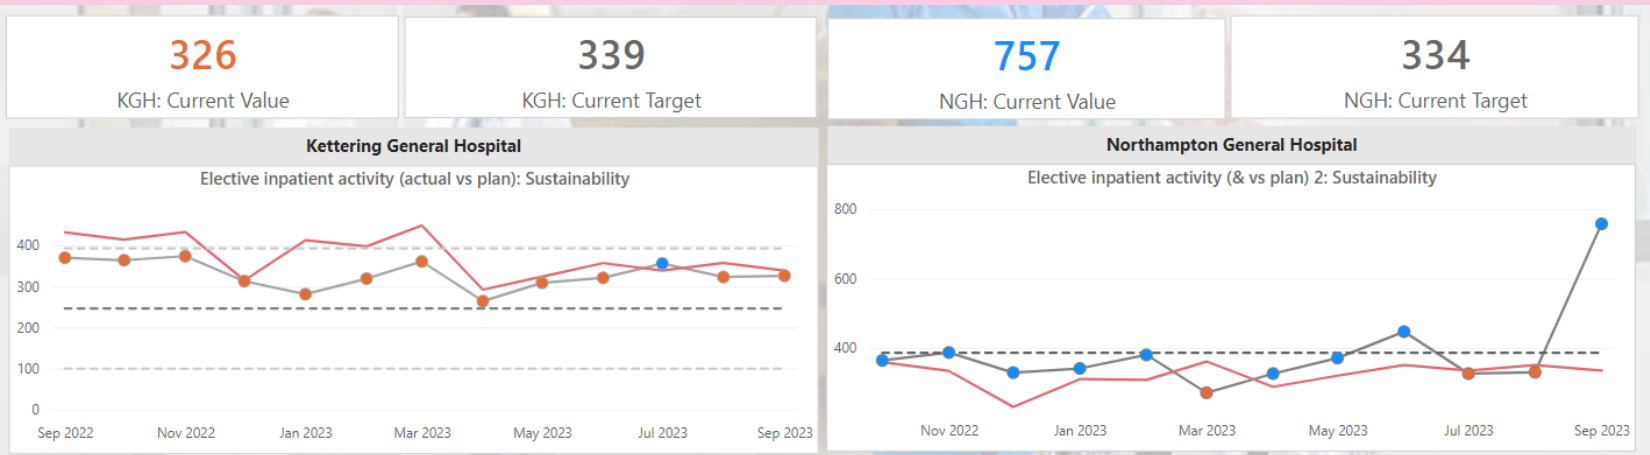 326
KGH: Current Value
339
KGH: Current Target
757
NGH: Current Value
334
NGH: Current Target
Kettering General Hospital
Elective inpatient activity (actual vs plan): Sustainability
400
300
200
100
0
Sep 2022 Nov 2022 Jan 2023 Mar 2023 May 2023 Jul 2023 Sep 2023
Northampton General Hospital
Elective inpatient activity (& vs plan) 2: Sustainability
800
600
400
Nov 2022 Jan 2023 Mar 2023 May 2023 Jul 2023 Sep 2023